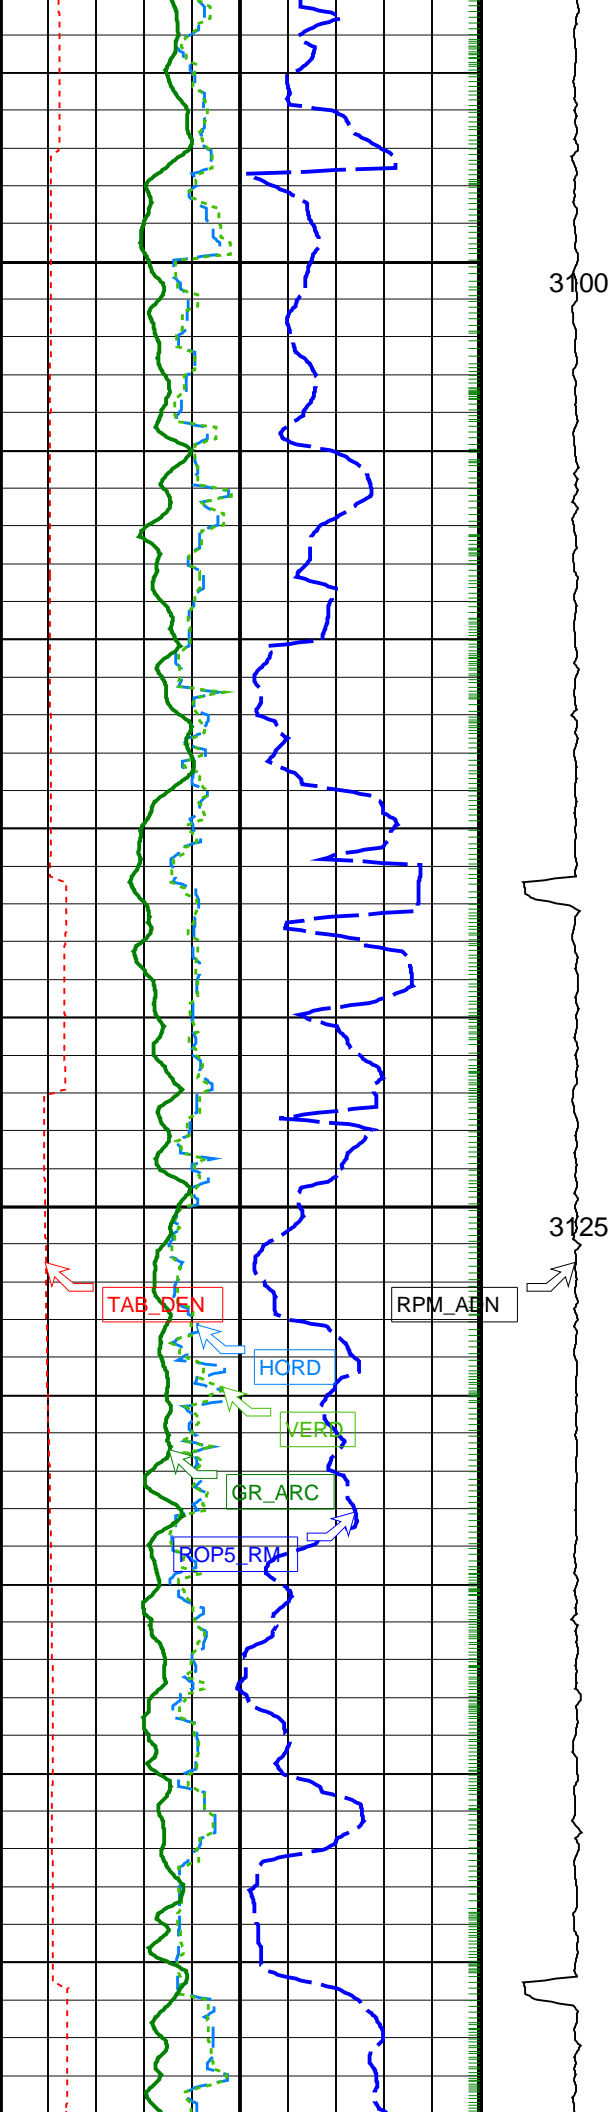 3100
3125
TAB_DEN
RPM_ADN
HORD
VERD
GR_ARC
ROP5_RM